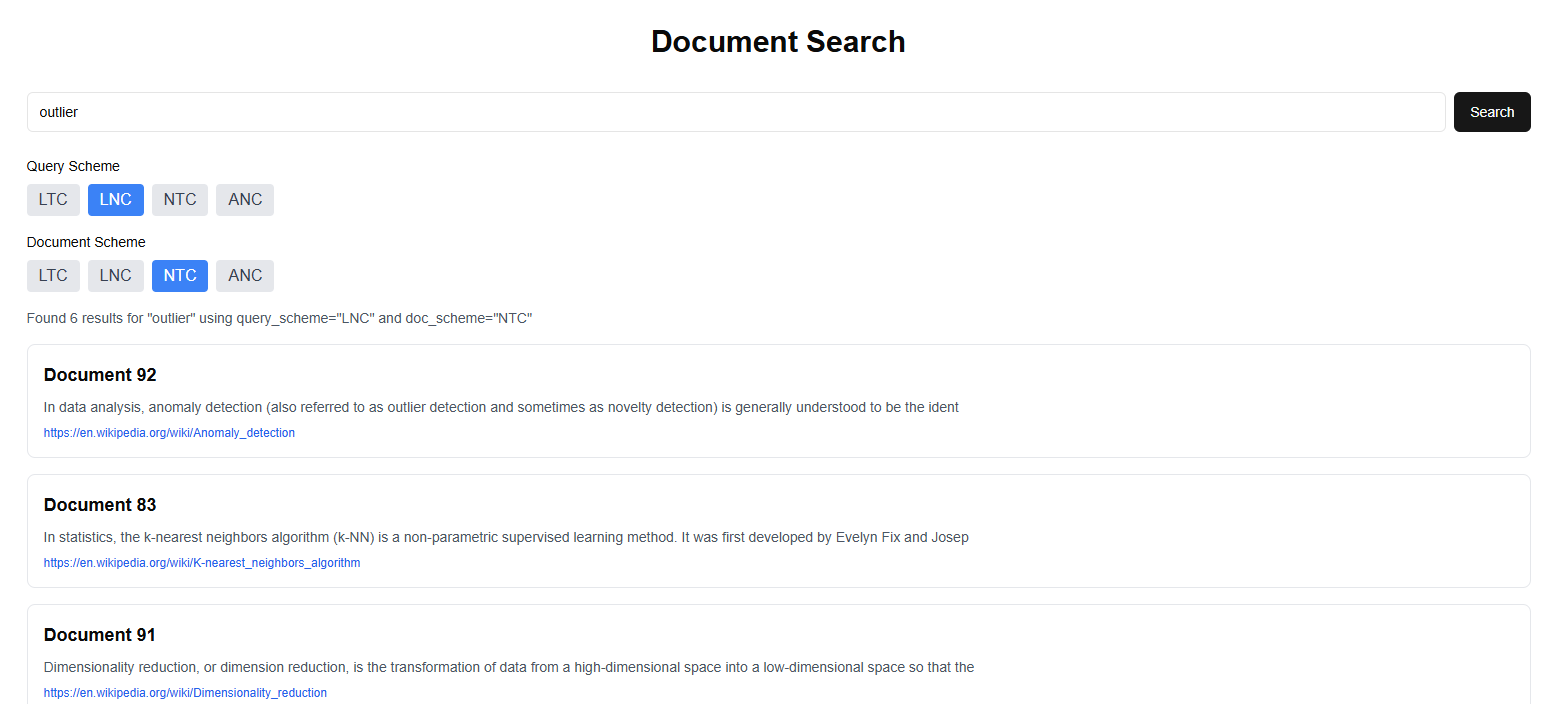 Document Search
outlier
Search
Query Scheme
LTC LNC NTC ANC
Document Scheme
LTC LNC NTC ANC
Found 6 results for "outlier" using query_scheme="LNC" and doc_scheme="NTC"
Document 92
In data analysis, anomaly detection (also referred to as outlier detection and sometimes as novelty detection) is generally understood to be the ident
https://en.wikipedia.org/wiki/Anomaly_detection
Document 83
In statistics, the k-nearest neighbors algorithm (k-NN) is a non-parametric supervised learning method. It was first developed by Evelyn Fix and Josep
https://en.wikipedia.org/wiki/K-nearest_neighbors_algorithm
Document 91
Dimensionality reduction, or dimension reduction, is the transformation of data from a high-dimensional space into a low-dimensional space so that the
https://en.wikipedia.org/wiki/Dimensionality_reduction